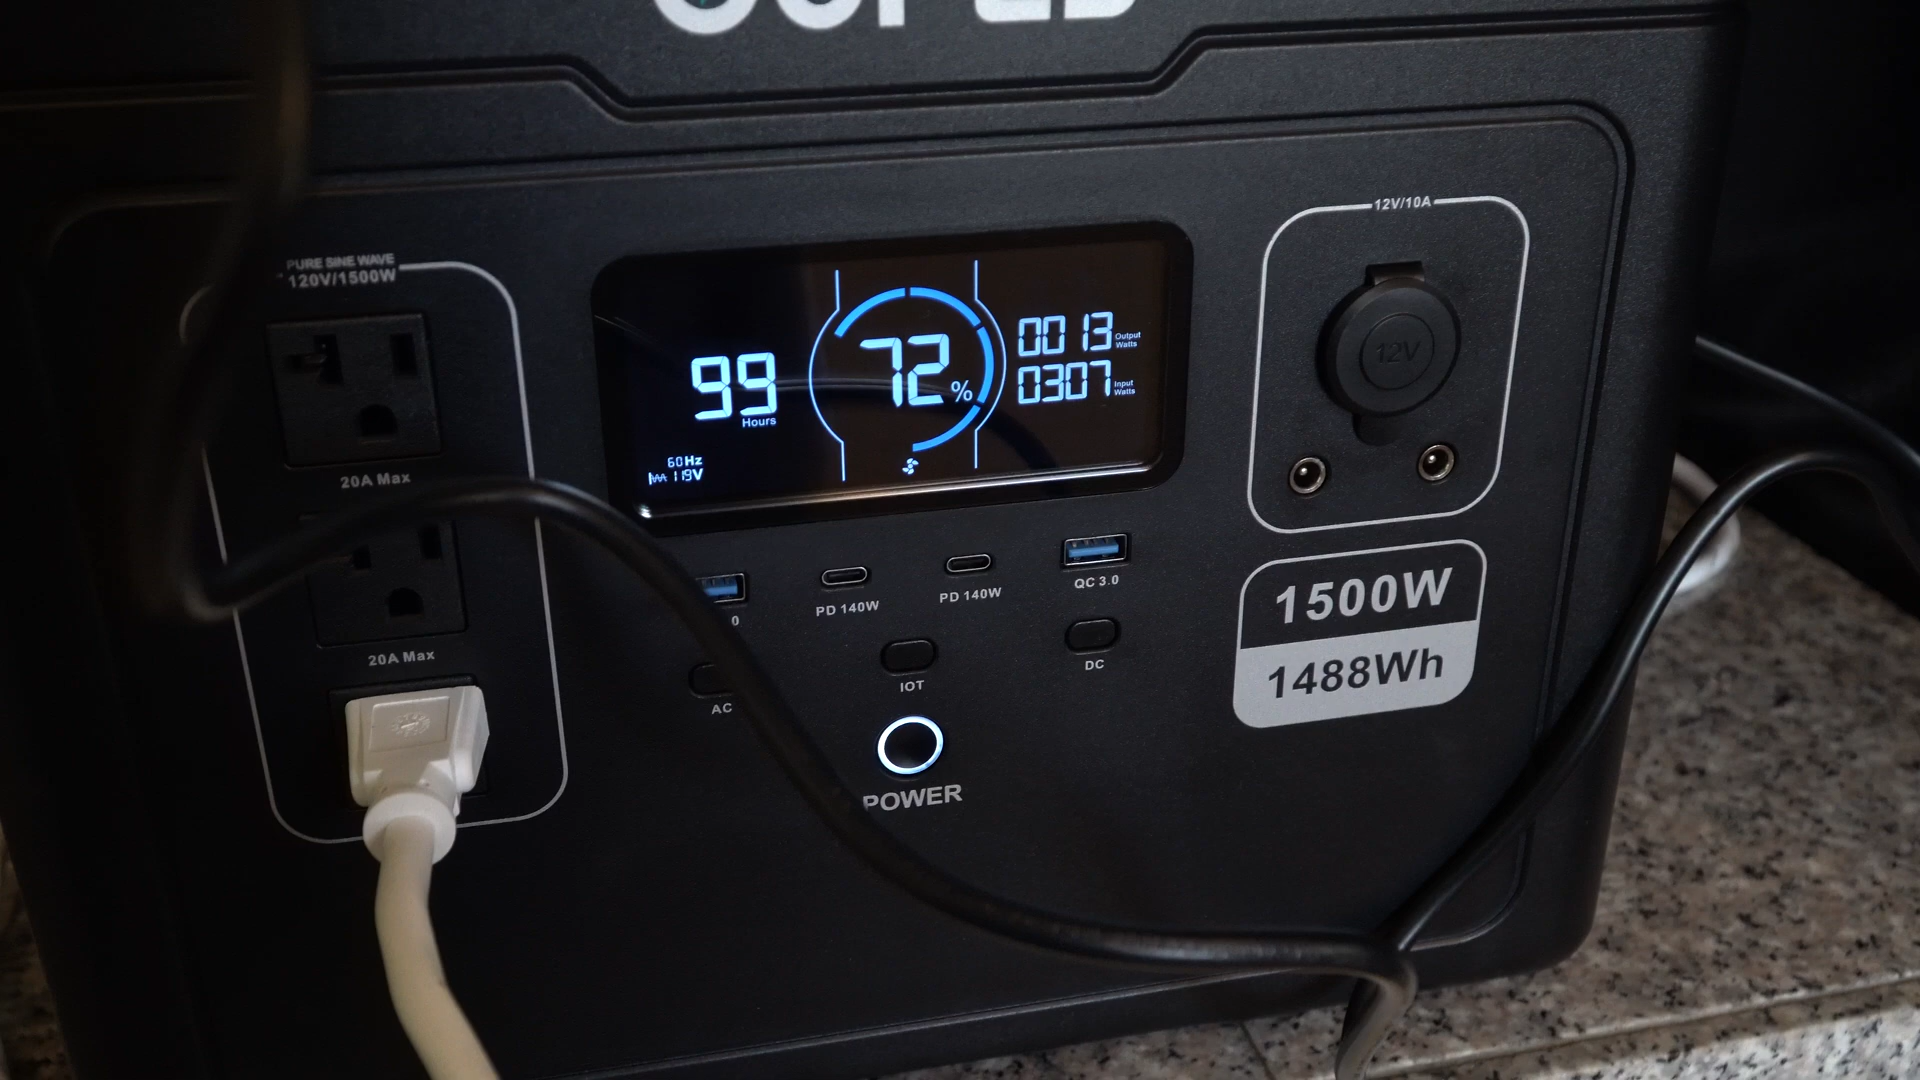 PURE SINE WAVE
120V/1500W
20A Max
20A Max
99
Hours
60Hz
119V
72%
0013 Output Watts
0307 Input Watts
12V/10A
12V
0
PD 140W
PD 140W
QC 3.0
AC
IOT
DC
POWER
1500W
1488Wh